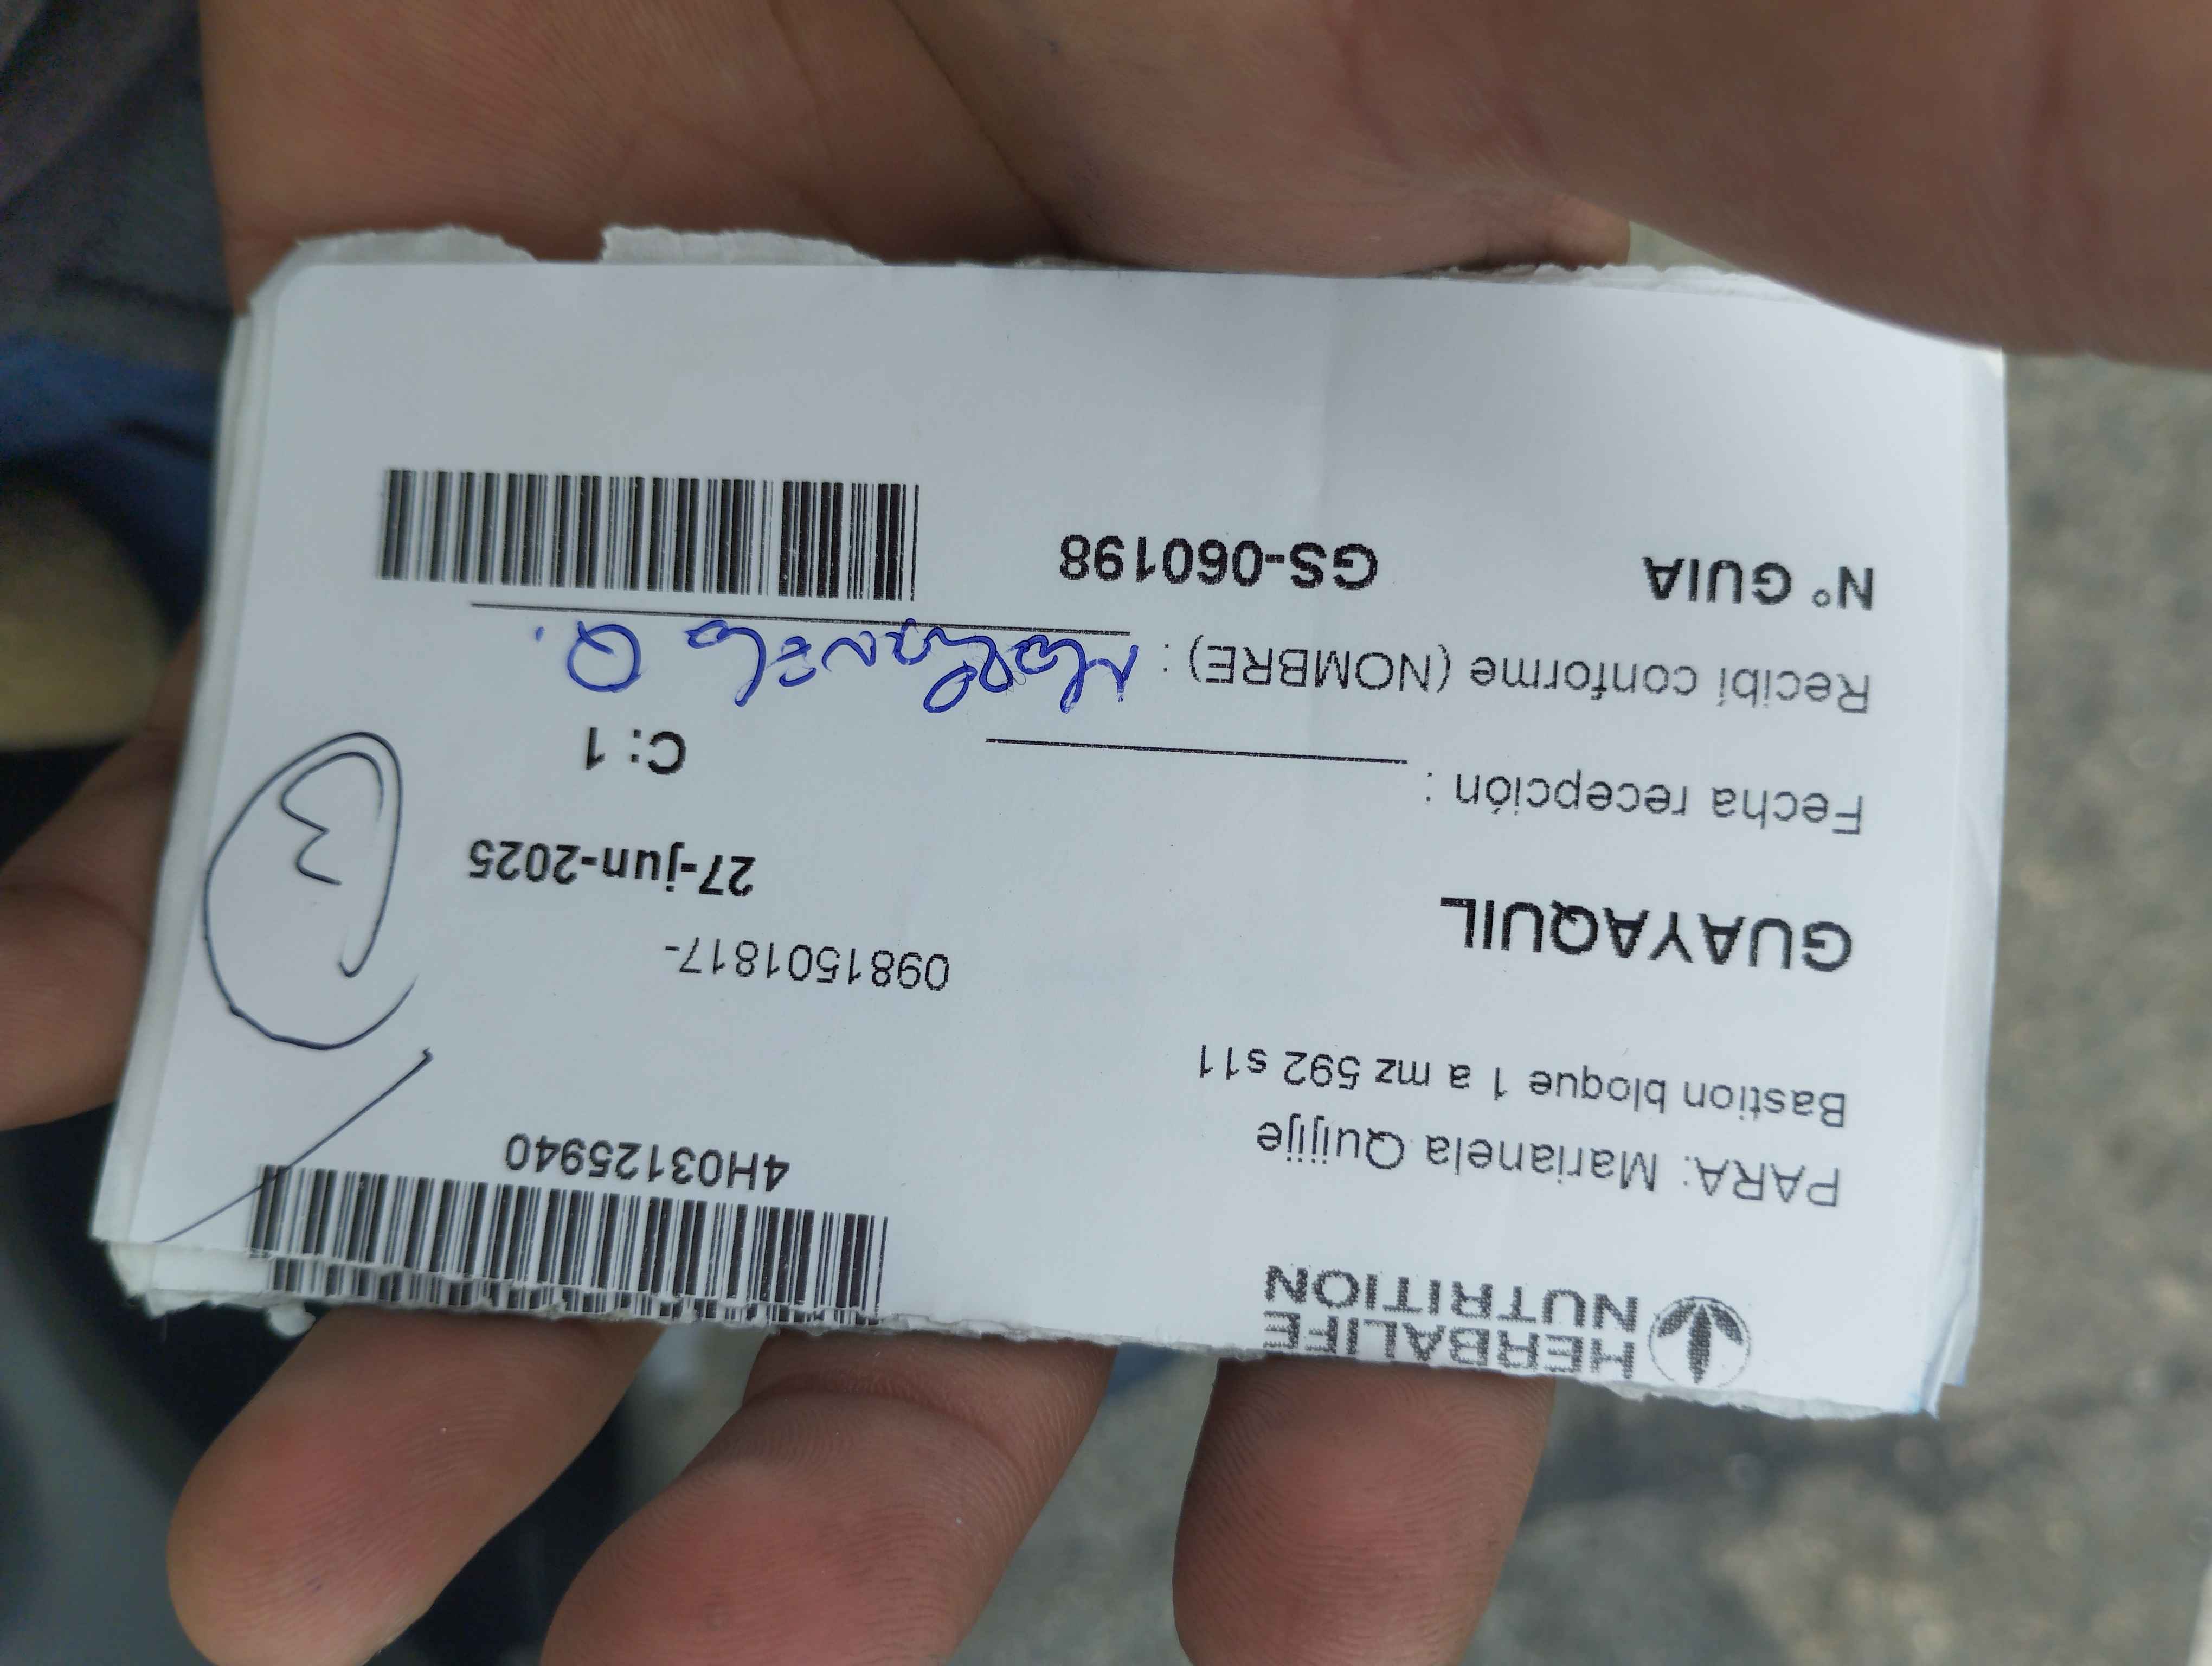 HERBALIFE
NUTRITION
4H03125940
PARA: Marianela Quijije
Bastion bloque 1 a mz 592 s11
0981501817-
GUAYAQUIL
27-jun-2025
3
Fecha recepción :
C: 1
Recibí conforme (NOMBRE) : Marianela Q.
N° GUIA GS-060198